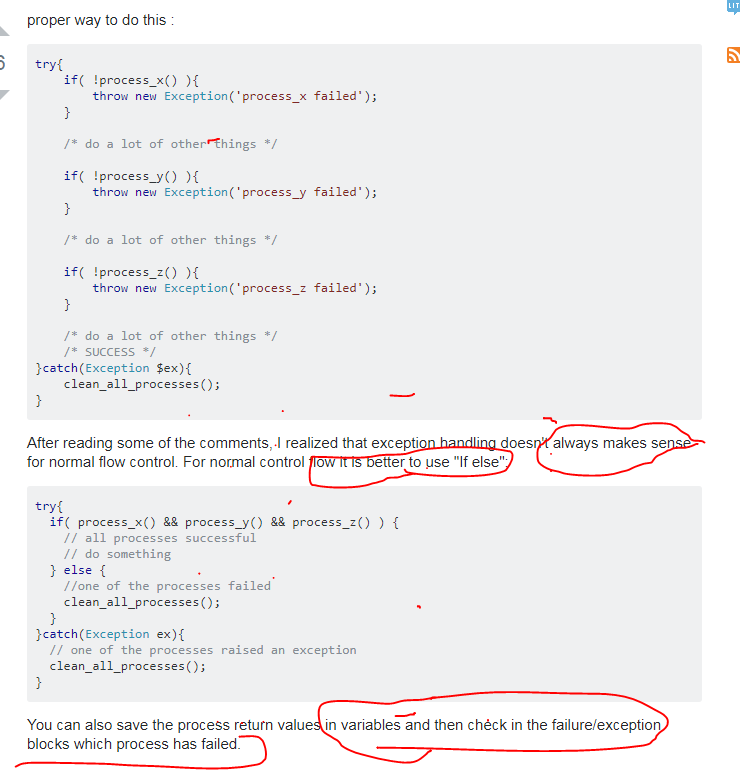 proper way to do this :
6
try{
if( !process_x() ){
throw new Exception('process_x failed');
}
/* do a lot of other things */
if( !process_y() ){
throw new Exception('process_y failed');
}
/* do a lot of other things */
if( !process_z() ){
throw new Exception('process_z failed');
}
/* do a lot of other things */
/* SUCCESS */
}catch(Exception $ex){
clean_all_processes();
}
After reading some of the comments, I realized that exception handling doesn't always makes sense
for normal flow control. For normal control flow it is better to use "If else":
try{
if( process_x() && process_y() && process_z() ) {
// all processes successful
// do something
} else {
//one of the processes failed
clean_all_processes();
}
}catch(Exception ex){
// one of the processes raised an exception
clean_all_processes();
}
You can also save the process return values in variables and then check in the failure/exception
blocks which process has failed.